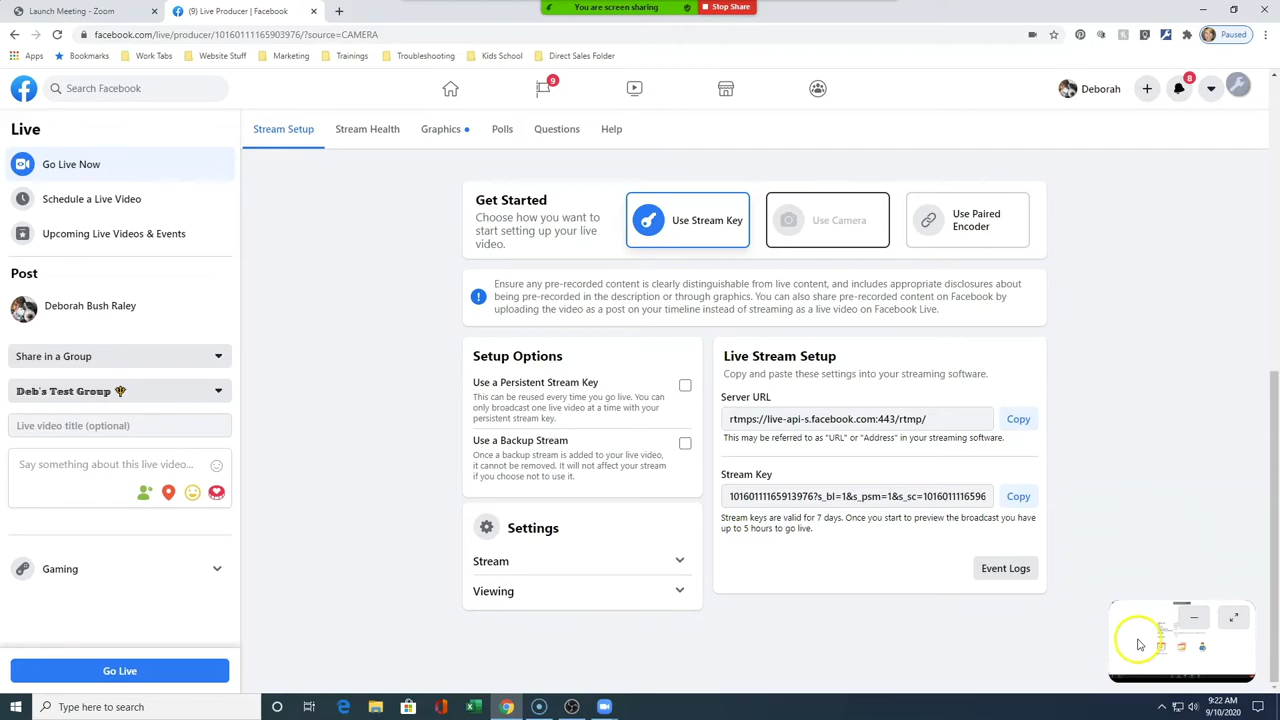 Launch Meeting - Zoom
(9) Live Producer | Facebook
You are screen sharing
Stop Share
facebook.com/live/producer/10160111165903976/?source=CAMERA
Paused
Apps
Bookmarks
Work Tabs
Website Stuff
Marketing
Trainings
Troubleshooting
Kids School
Direct Sales Folder
Search Facebook
9
Deborah
8
Live
Go Live Now
Schedule a Live Video
Upcoming Live Videos & Events
Post
Deborah Bush Raley
Share in a Group
Deb's Test Group
Live video title (optional)
Say something about this live video...
Gaming
Go Live
Stream Setup
Stream Health
Graphics
Polls
Questions
Help
Get Started
Choose how you want
to start setting up your live
video.
Use Stream Key
Use Camera
Use Paired
Encoder
Ensure any pre-recorded content is clearly distinguishable from live content, and includes appropriate disclosures about
being pre-recorded in the description or through graphics. You can also share pre-recorded content on Facebook by
uploading the video as a post on your timeline instead of streaming as a live video on Facebook Live.
Setup Options
Use a Persistent Stream Key
This can be reused every time you go live. You can
only broadcast one live video at a time with your
persistent stream key.
Use a Backup Stream
Once a backup stream is added to your live video,
it cannot be removed. It will not affect your stream
if you choose not to use it.
Settings
Stream
Viewing
Live Stream Setup
Copy and paste these settings into your streaming software.
Server URL
rtmps://live-api-s.facebook.com:443/rtmp/
Copy
This may be referred to as "URL" or "Address" in your streaming software.
Stream Key
10160111165913976?s_bl=1&s_psm=1&s_sc=1016011116596
Copy
Stream keys are valid for 7 days. Once you start to preview the broadcast you have
up to 5 hours to go live.
Event Logs
Type here to search
9:22 AM
9/10/2020